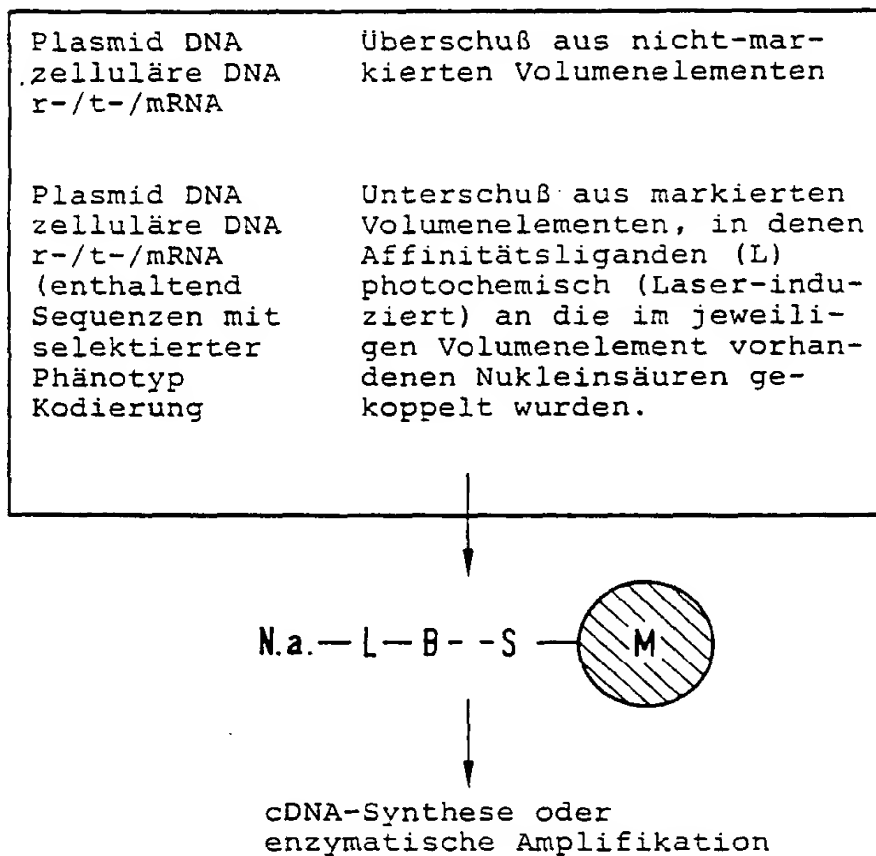 Plasmid DNA Überschuß aus nicht-mar-
zelluläre DNA kierten Volumenelementen
r-/t-/mRNA
Plasmid DNA Unterschuß aus markierten
zelluläre DNA Volumenelementen, in denen
r-/t-/mRNA Affinitätsliganden (L)
(enthaltend photochemisch (Laser-indu-
Sequenzen mit ziert) an die im jeweili-
selektierter gen Volumenelement vorhan-
Phänotyp denen Nukleinsäuren ge-
Kodierung koppelt wurden.
N.a.—L—B--S—M
cDNA-Synthese oder
enzymatische Amplifikation